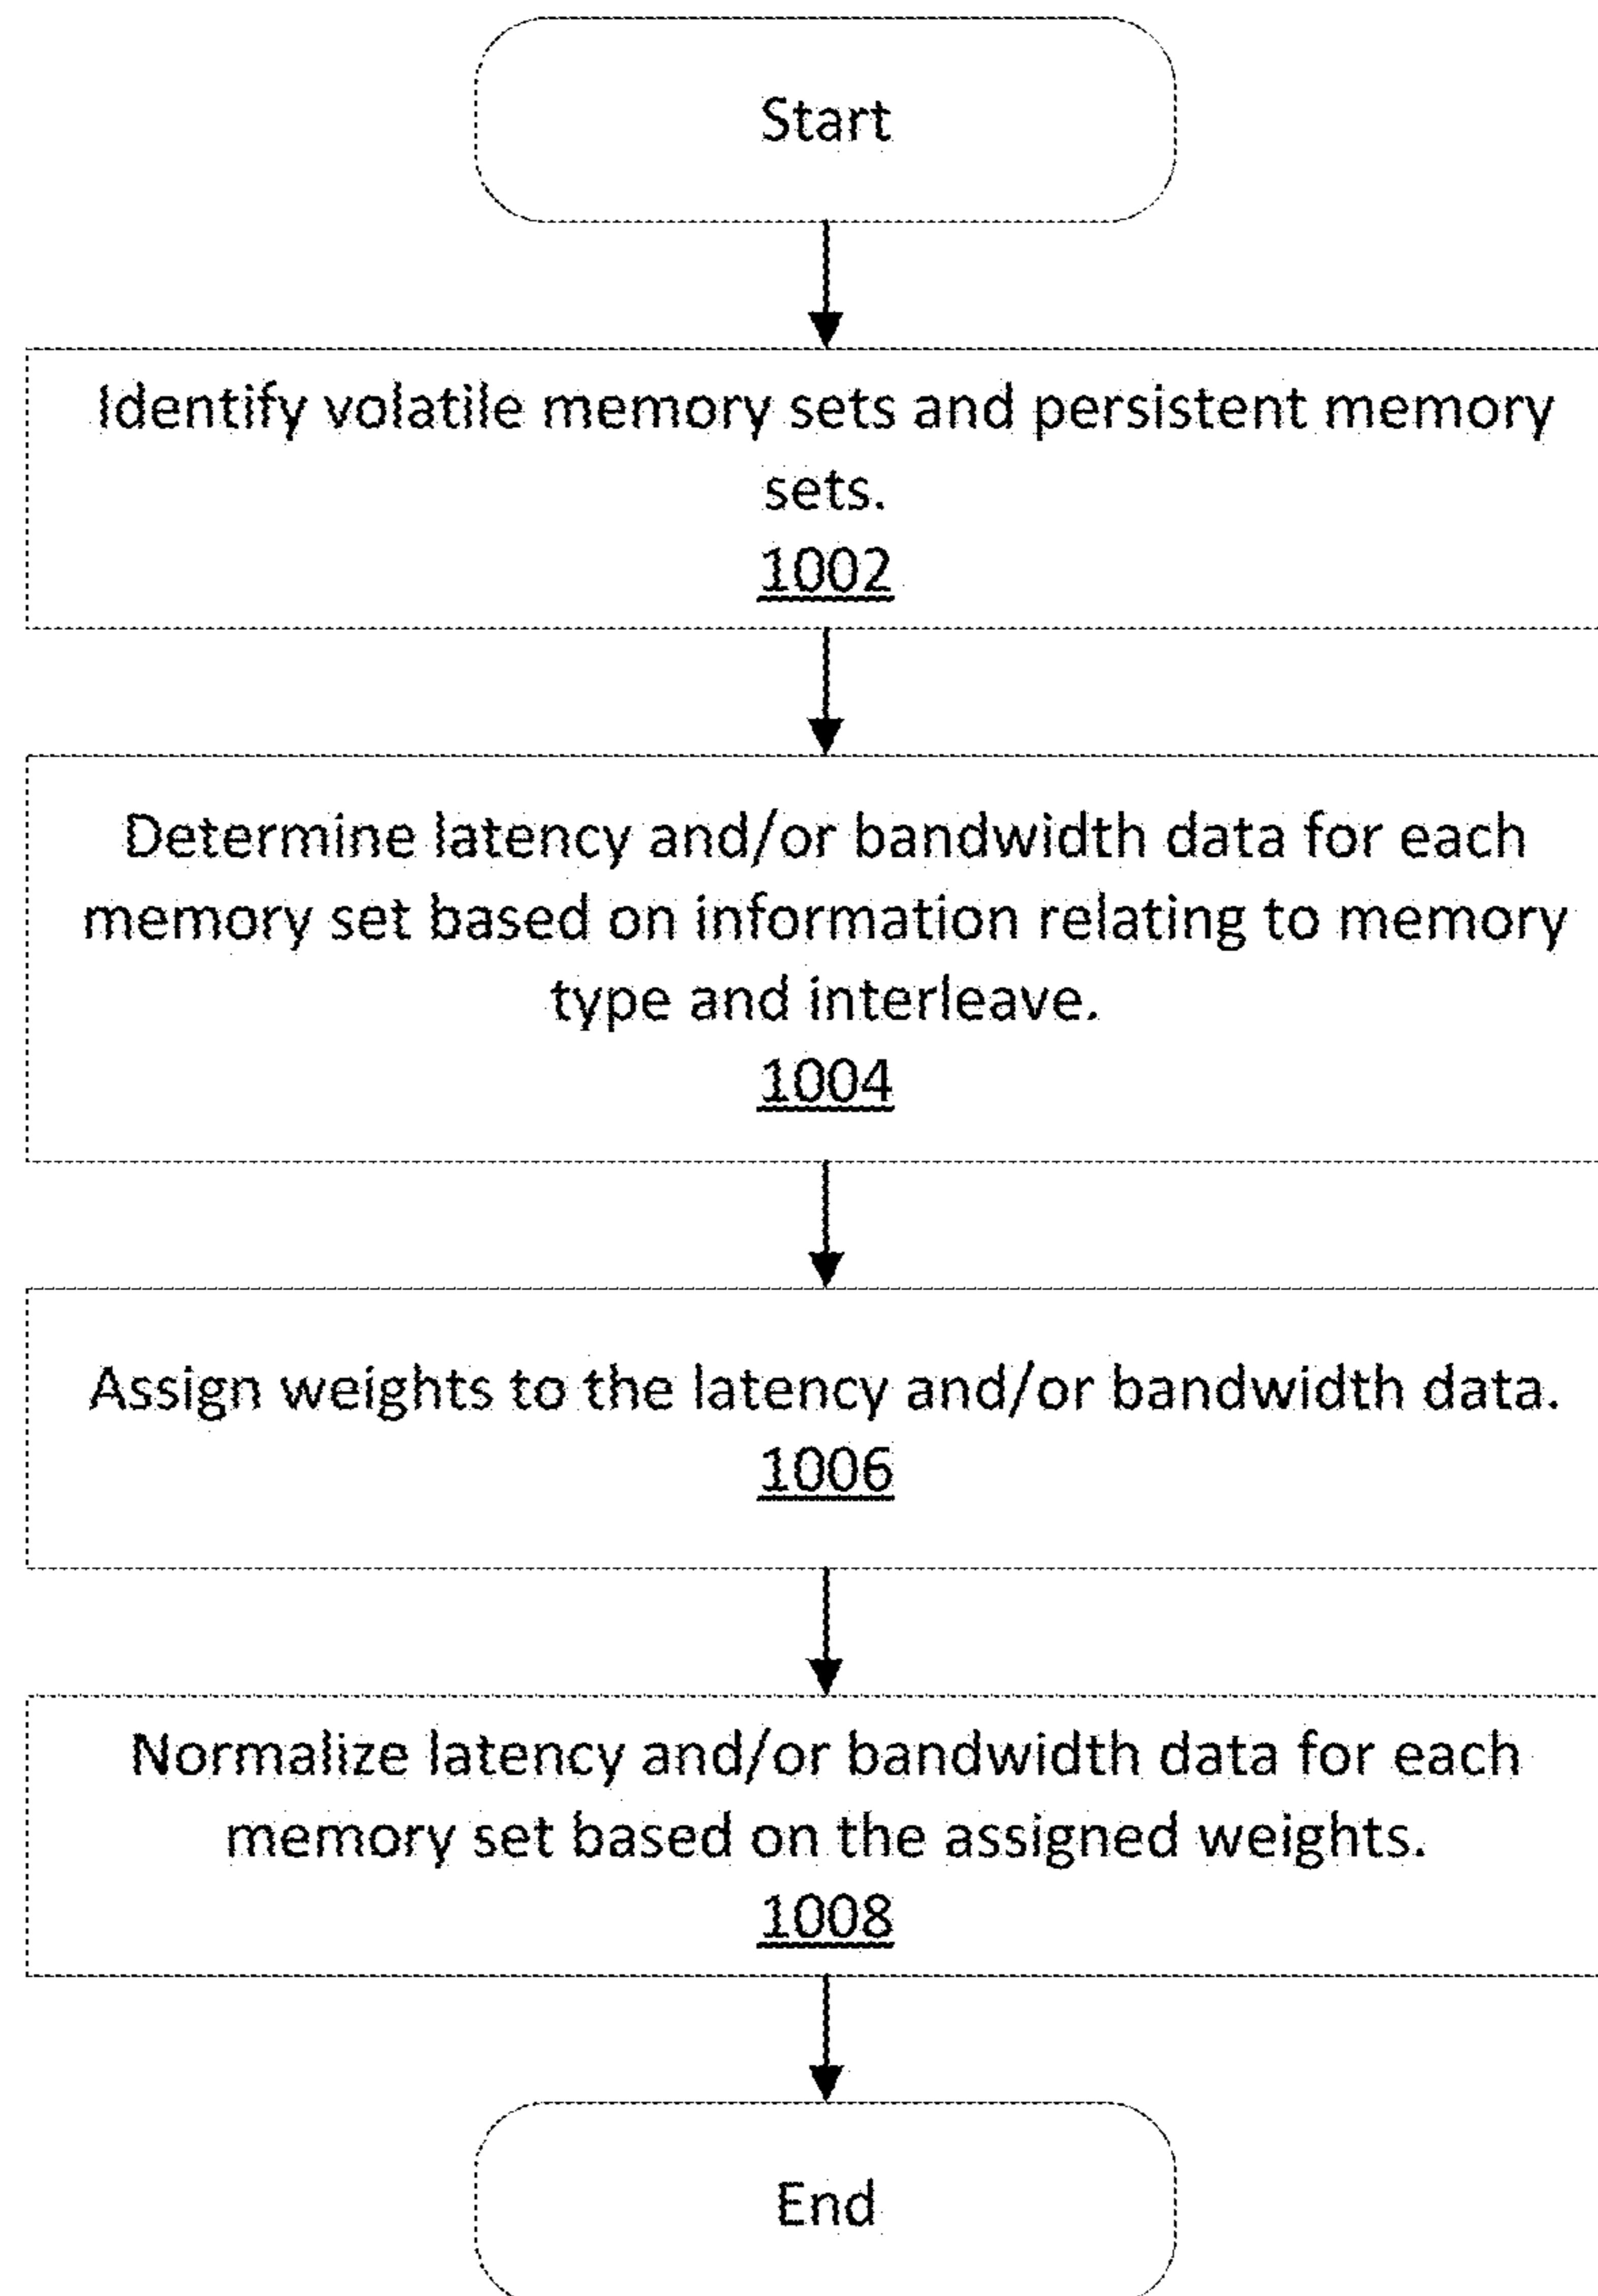 Start
Identify volatile memory sets and persistent memory
sets.
1002
Determine latency and/or bandwidth data for each
memory set based on information relating to memory
type and interleave.
1004
Assign weights to the latency and/or bandwidth data.
1006
Normalize latency and/or bandwidth data for each
memory set based on the assigned weights.
1008
End